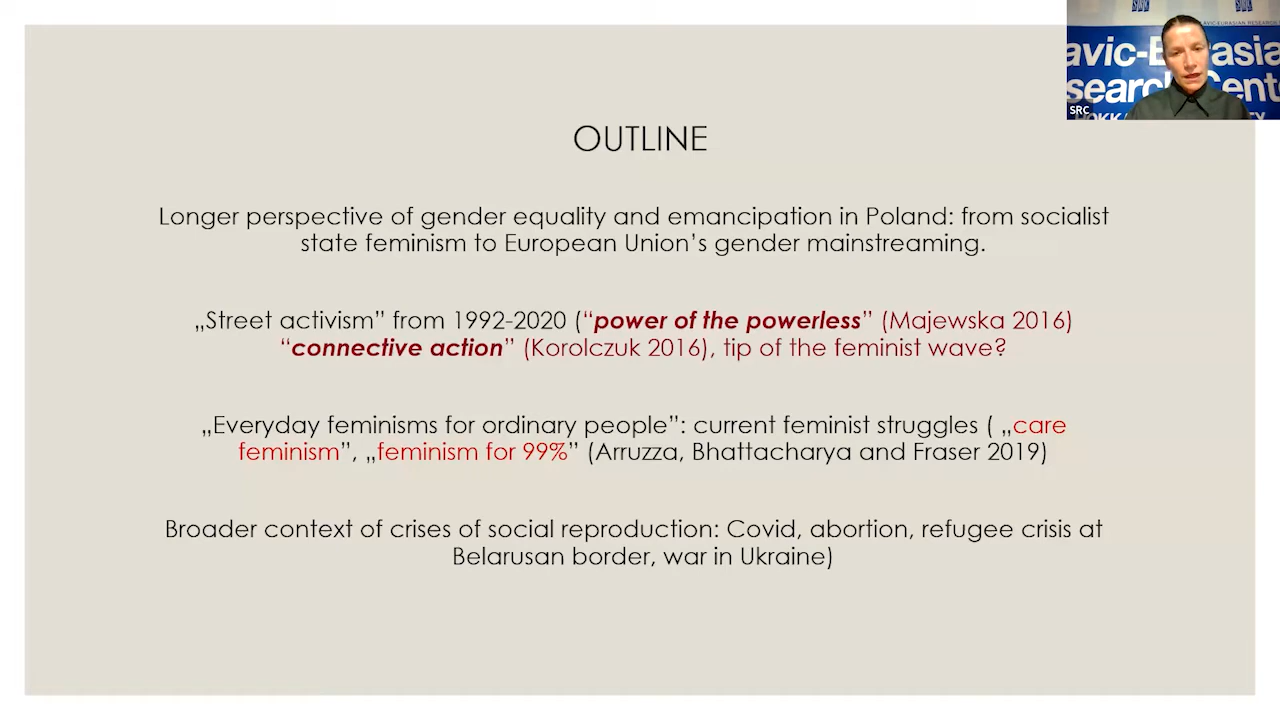 OUTLINE
Longer perspective of gender equality and emancipation in Poland: from socialist
state feminism to European Union’s gender mainstreaming.
„Street activism” from 1992-2020 (“power of the powerless” (Majewska 2016)
“connective action” (Korolczuk 2016), tip of the feminist wave?
„Everyday feminisms for ordinary people”: current feminist struggles ( „care
feminism”, „feminism for 99%” (Arruzza, Bhattacharya and Fraser 2019)
Broader context of crises of social reproduction: Covid, abortion, refugee crisis at
Belarusan border, war in Ukraine)
SRC